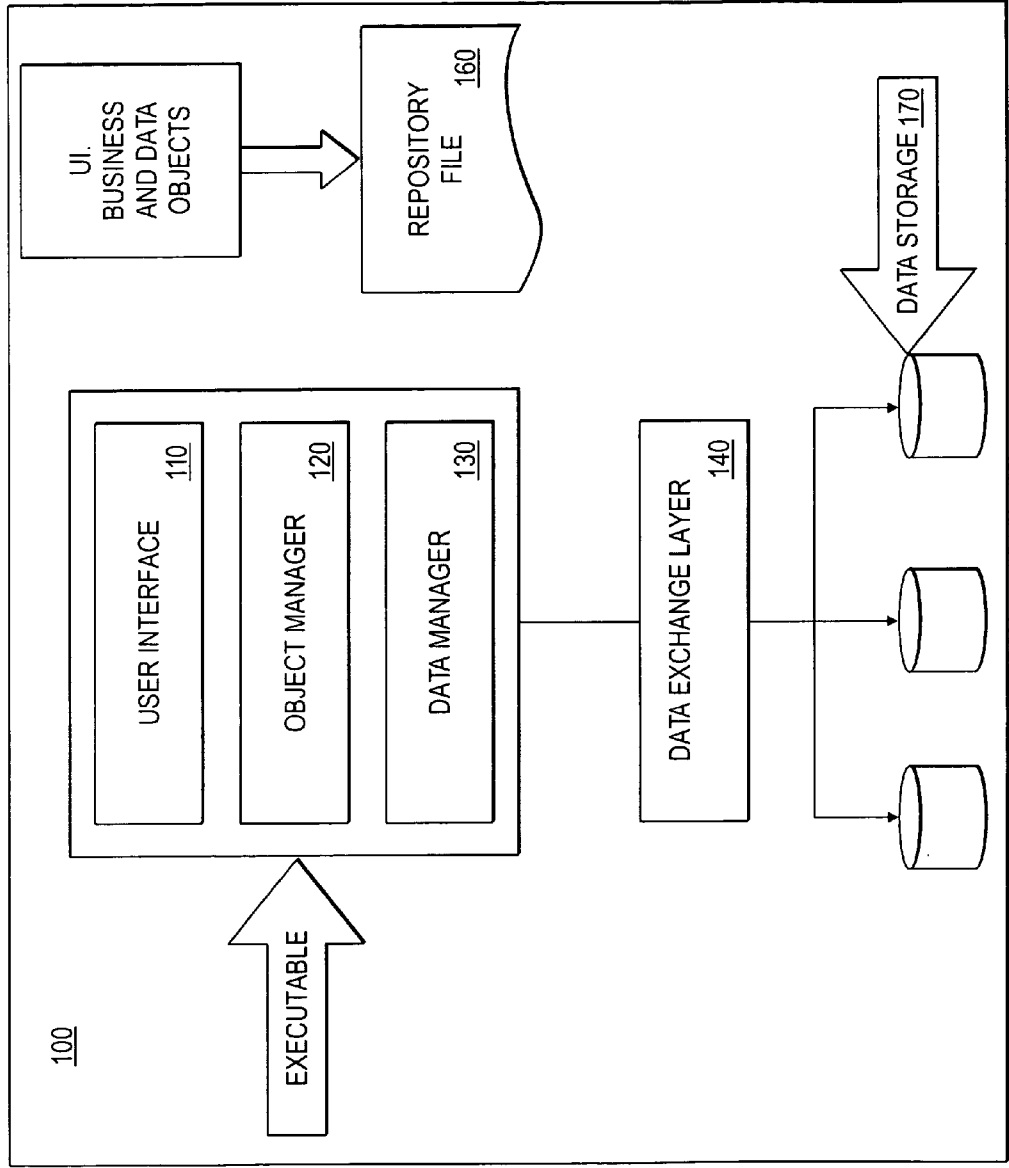 100
EXECUTABLE
USER INTERFACE
110
OBJECT MANAGER
120
DATA MANAGER
130
DATA EXCHANGE LAYER
140
UI.
BUSINESS
AND DATA
OBJECTS
REPOSITORY
FILE
160
DATA STORAGE 170